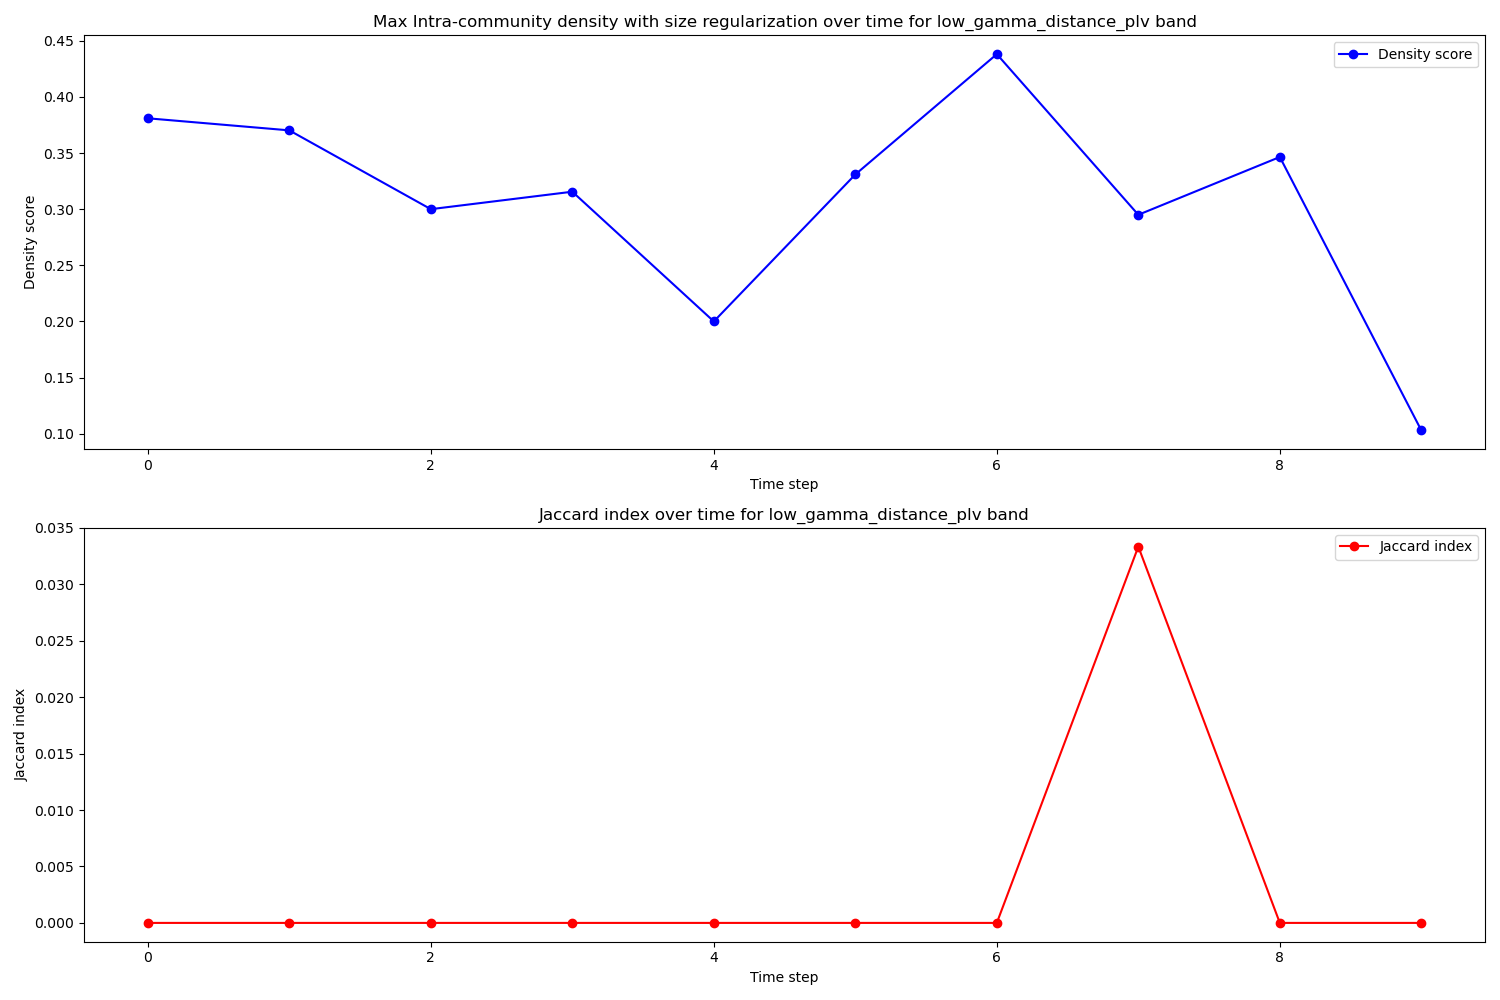 Max Intra-community density with size regularization over time for low_gamma_distance_plv band
Density score
0.45
0.40
0.35
0.30
0.25
0.20
0.15
0.10
Density score
0 2 4 6 8
Time step
Jaccard index over time for low_gamma_distance_plv band
Jaccard index
0.035
0.030
0.025
0.020
0.015
0.010
0.005
0.000
Jaccard index
0 2 4 6 8
Time step